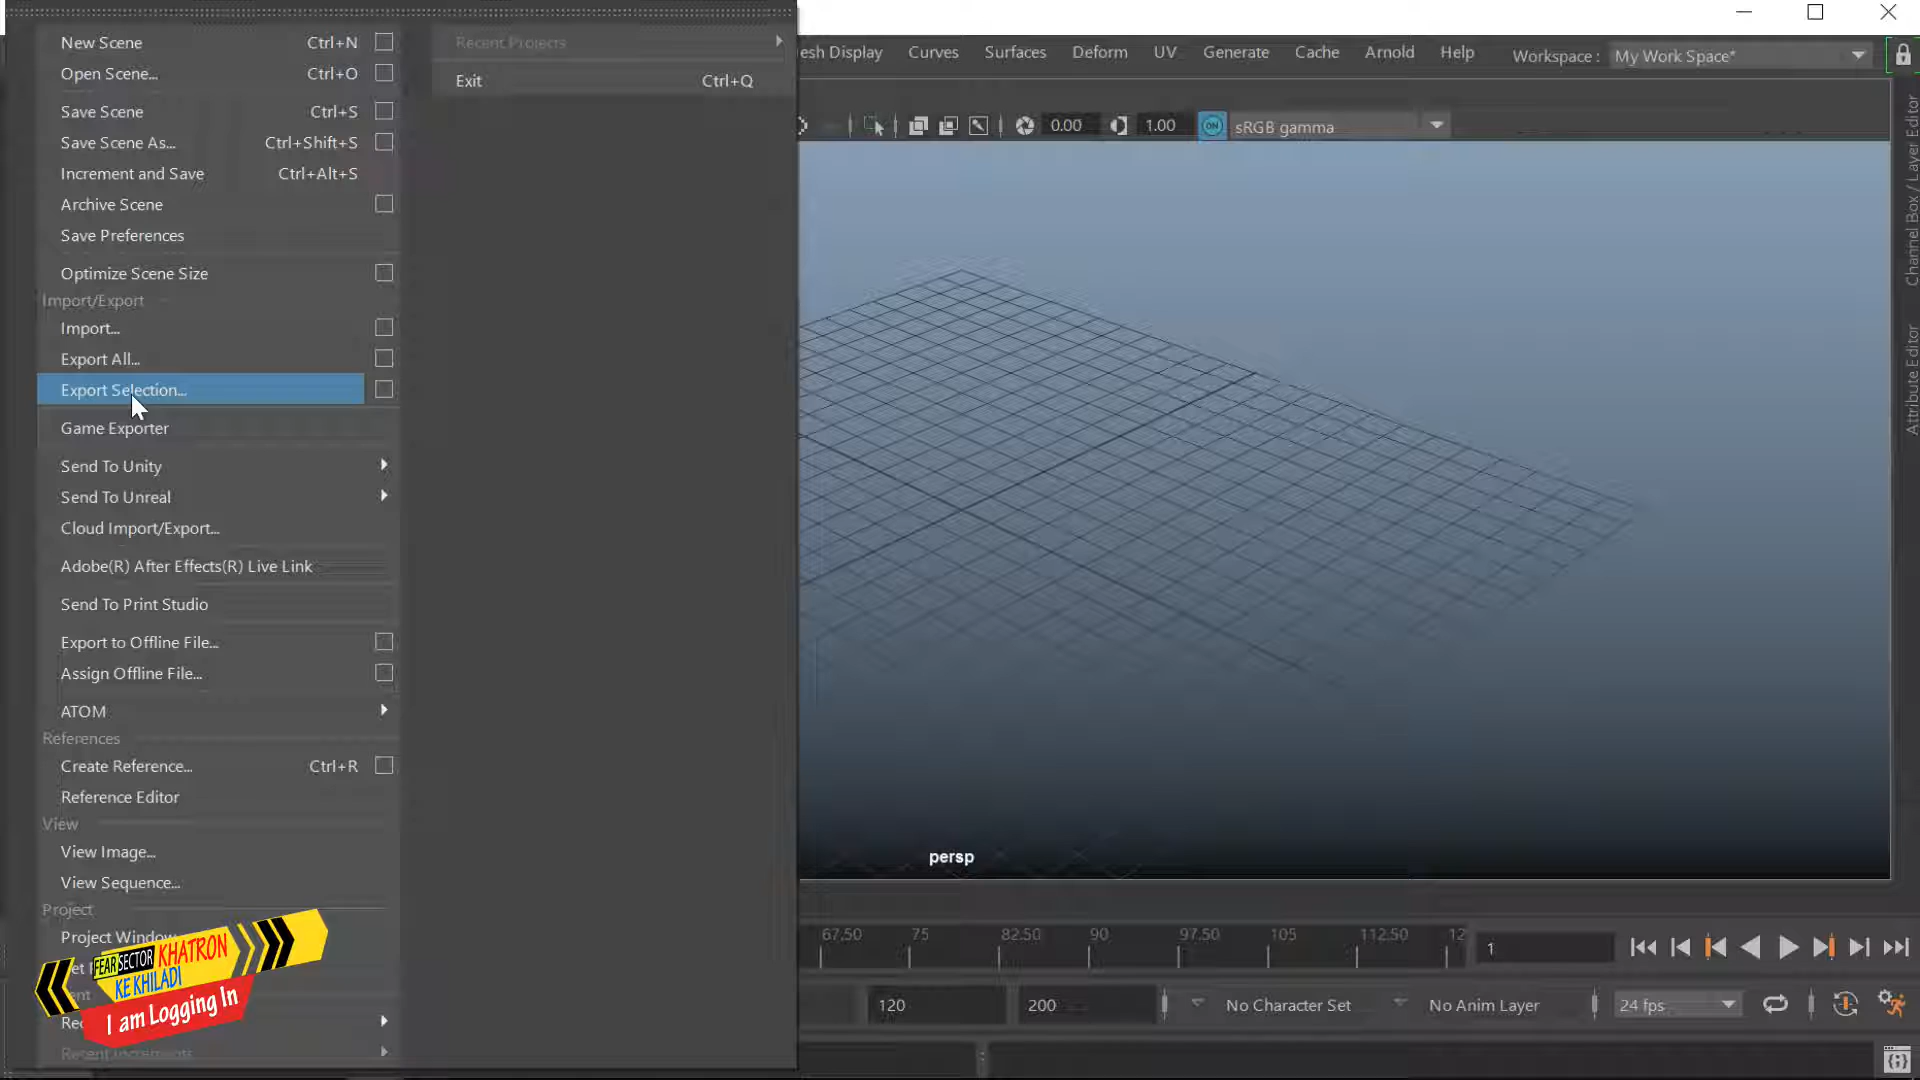 New Scene Ctrl+N
Open Scene... Ctrl+O
Save Scene Ctrl+S
Save Scene As... Ctrl+Shift+S
Increment and Save Ctrl+Alt+S
Archive Scene
Save Preferences
Optimize Scene Size
Import/Export
Import...
Export All...
Export Selection...
Game Exporter
Send To Unity
Send To Unreal
Cloud Import/Export...
Adobe(R) After Effects(R) Live Link
Send To Print Studio
Export to Offline File...
Assign Offline File...
ATOM
References
Create Reference... Ctrl+R
Reference Editor
View
View Image...
View Sequence...
Project
Project Window
Recent Increments
Recent Projects
Exit Ctrl+Q
Mesh Display Curves Surfaces Deform UV Generate Cache Arnold Help Workspace : My Work Space*
0.00 1.00 ON sRGB gamma
Channel Box / Layer Editor
Attribute Editor
persp
67.50 75 82.50 90 97.50 105 112.50 12 1
120 200 No Character Set No Anim Layer 24 fps
FEAR SECTOR KHATRON
KE KHILADI
I am Logging In